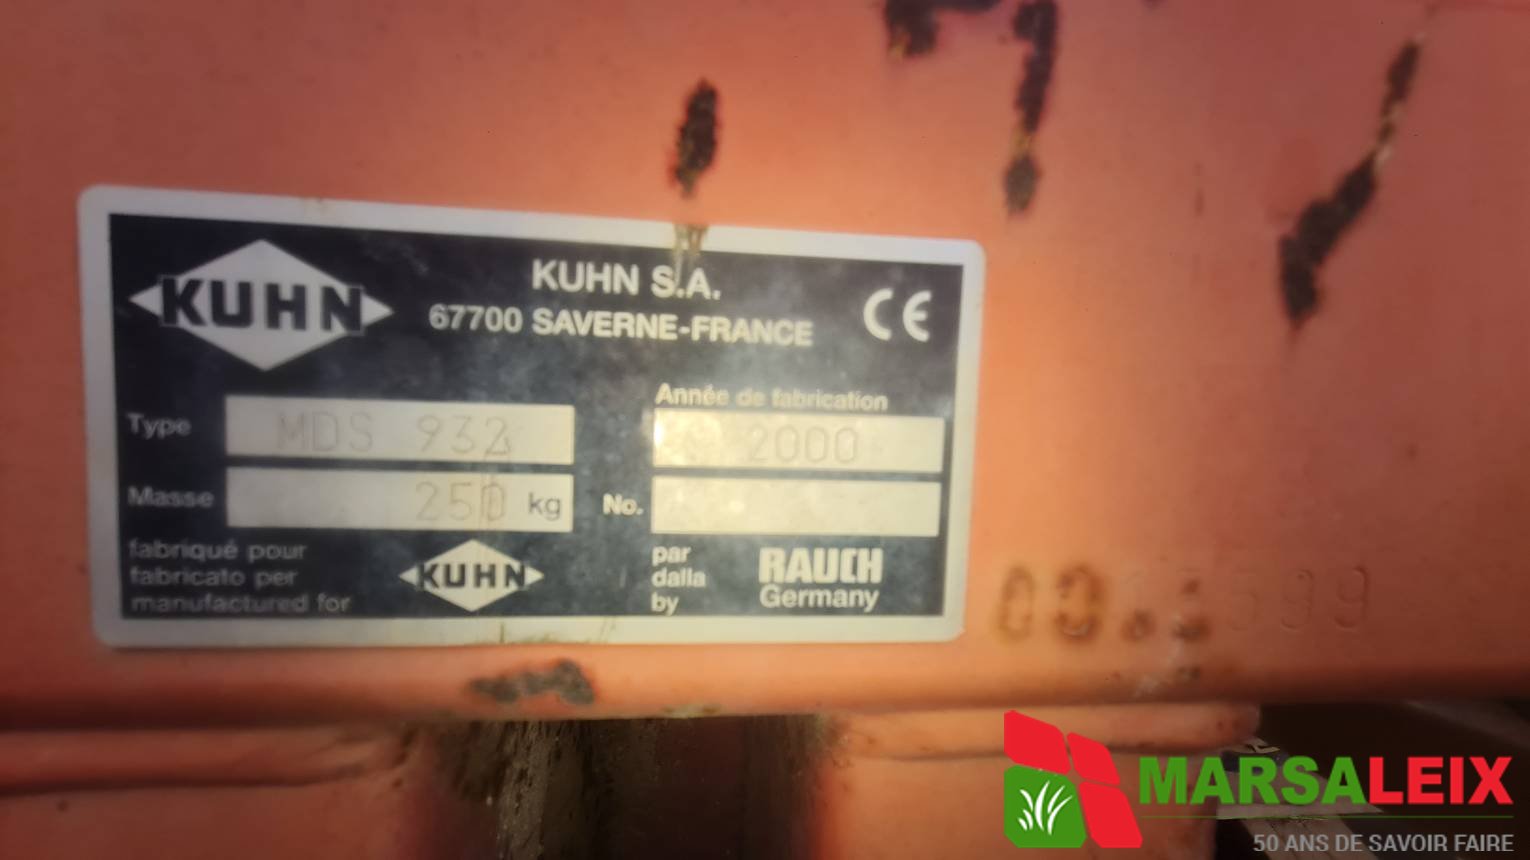 KUHN
KUHN S.A.
67700 SAVERNE-FRANCE
CE
Type MDS 932
Année de fabrication
2000
Masse 250 kg
No.
fabriqué pour
fabricato per
manufactured for
KUHN
par
dalla
by
RAUCH
Germany
MARSALEIX
50 ANS DE SAVOIR FAIRE